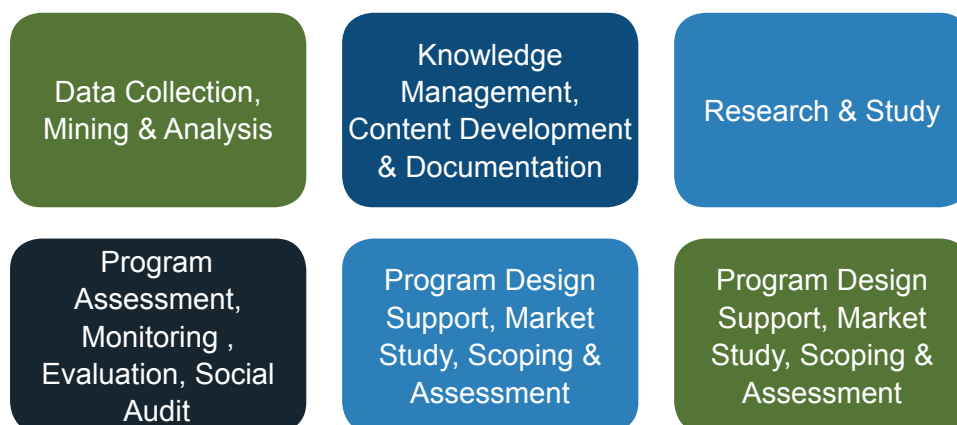 Data Collection,
Mining & Analysis
Knowledge
Management,
Content Development
& Documentation
Research & Study
Program
Assessment,
Monitoring ,
Evaluation, Social
Audit
Program Design
Support, Market
Study, Scoping &
Assessment
Program Design
Support, Market
Study, Scoping &
Assessment